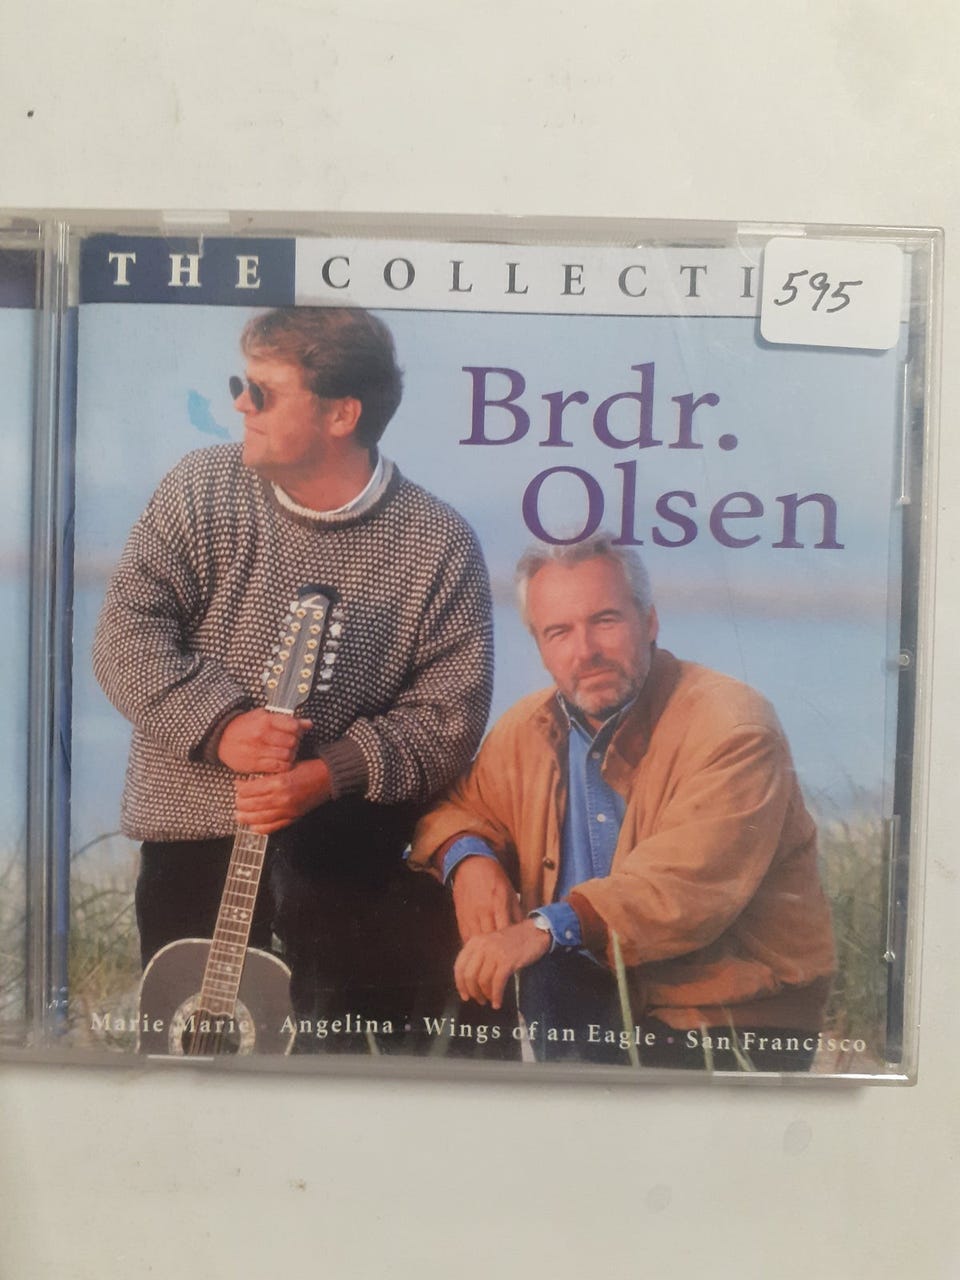 THE COLLECTI
595
Brdr.
Olsen
Marie Marie · Angelina · Wings of an Eagle · San Francisco